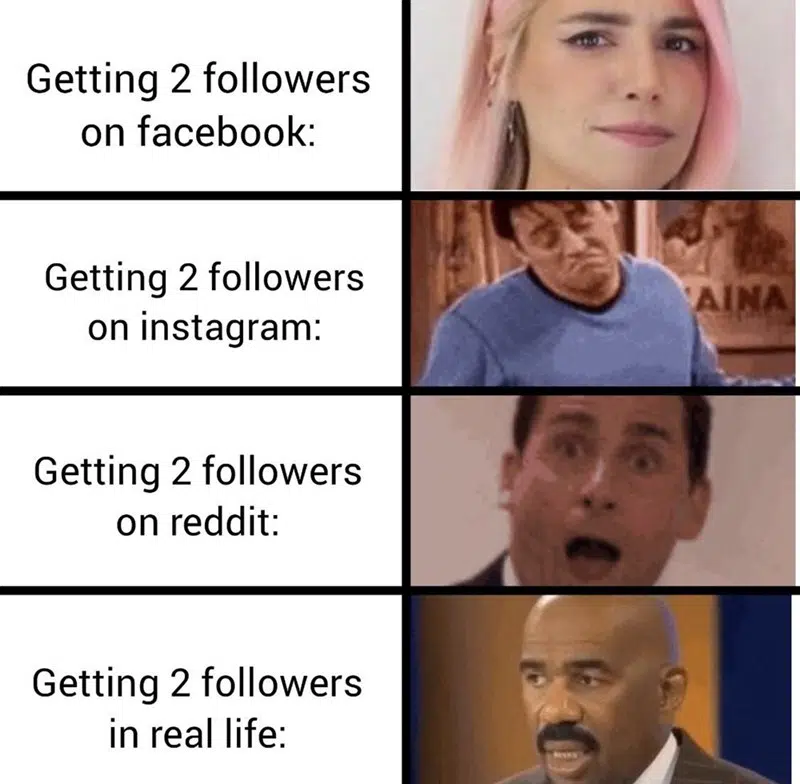 Getting 2 followers
on facebook:
Getting 2 followers
on instagram:
AINA
Getting 2 followers
on reddit:
Getting 2 followers
in real life: